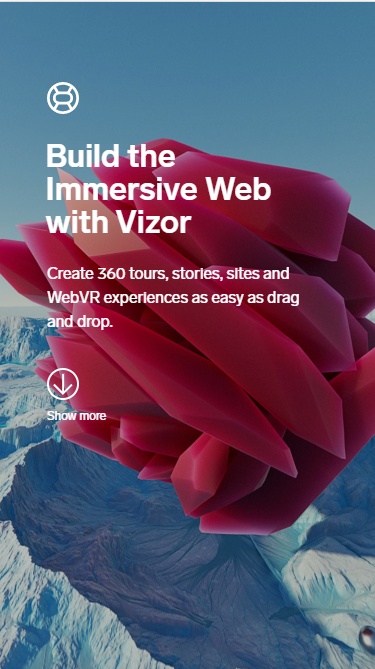 Build the
Immersive Web
with Vizor
Create 360 tours, stories, sites and
WebVR experiences as easy as drag
and drop.
Show more